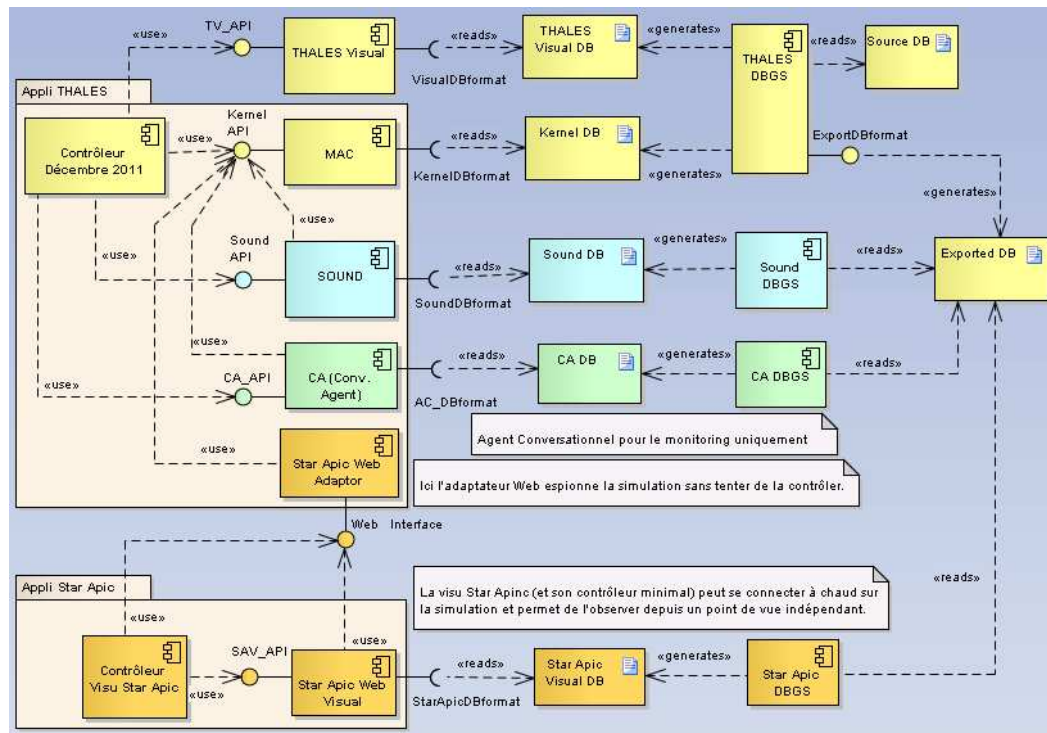 TV_API
«use»
THALES Visual
«reads»
VisualDBformat
THALES
Visual DB
«generates»
THALES
DBGS
«reads»
Source DB
Appli THALES
Contrôleur
Décembre 2011
«use»
Kernel
API
MAC
«reads»
KernelDBformat
Kernel DB
«generates»
ExportDBformat
«generates»
«use»
«use»
Sound
API
SOUND
«reads»
SoundDBformat
Sound DB
«generates»
Sound
DBGS
«reads»
Exported DB
«use»
CA_API
CA (Conv.
Agent)
«reads»
AC_DBformat
CA DB
«generates»
CA DBGS
«reads»
Agent Conversationnel pour le monitoring uniquement
«use»
Star Apic Web
Adaptor
Ici l'adaptateur Web espionne la simulation sans tenter de la contrôler.
Web Interface
Appli Star Apic
La visu Star Apinc (et son contrôleur minimal) peut se connecter à chaud sur
la simulation et permet de l'observer depuis un point de vue indépendant.
«reads»
«use»
«use»
Contrôleur
Visu Star Apic
«use»
SAV_API
Star Apic Web
Visual
«reads»
StarApicDBformat
Star Apic
Visual DB
«generates»
Star Apic
DBGS